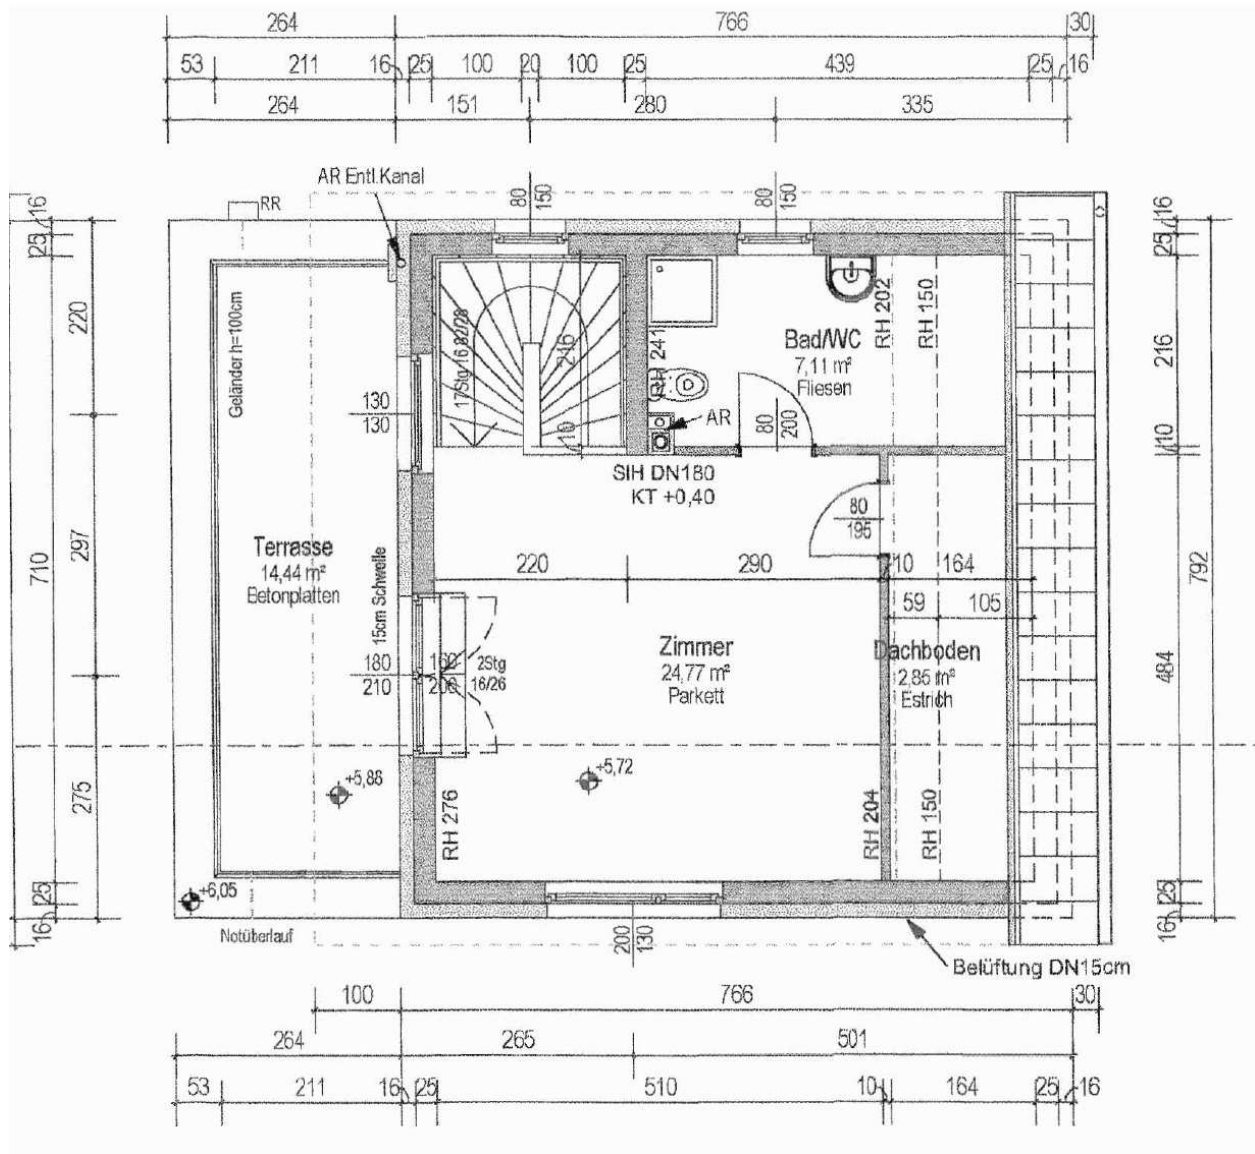 264 766 30
53 211 16 25 100 20 100 25 439 25 16
264 151 280 335
AR Entl.Kanal
RR
80
150
80
150
16
25
220
297
710
275
25
16
16
25
216
10
484
792
25
16
Geländer h=100cm
17Stg 16,82/28
216
10
RH 241
RH 202
RH 150
Bad/WC
7,11 m²
Fliesen
AR
80
200
130
130
SIH DN180
KT +0,40
80
195
Terrasse
14,44 m²
Betonplatten
15cm Schwelle
220 290 10 164
59 105
180
210
160
200
2Stg
16/26
Zimmer
24,77 m²
Parkett
Dachboden
2,85 m²
Estrich
+5,88
+5,72
RH 276
RH 204
RH 150
+6,05
Notüberlauf
200
130
Belüftung DN15cm
100 766 30
264 265 501
53 211 16 25 510 10 164 25 16